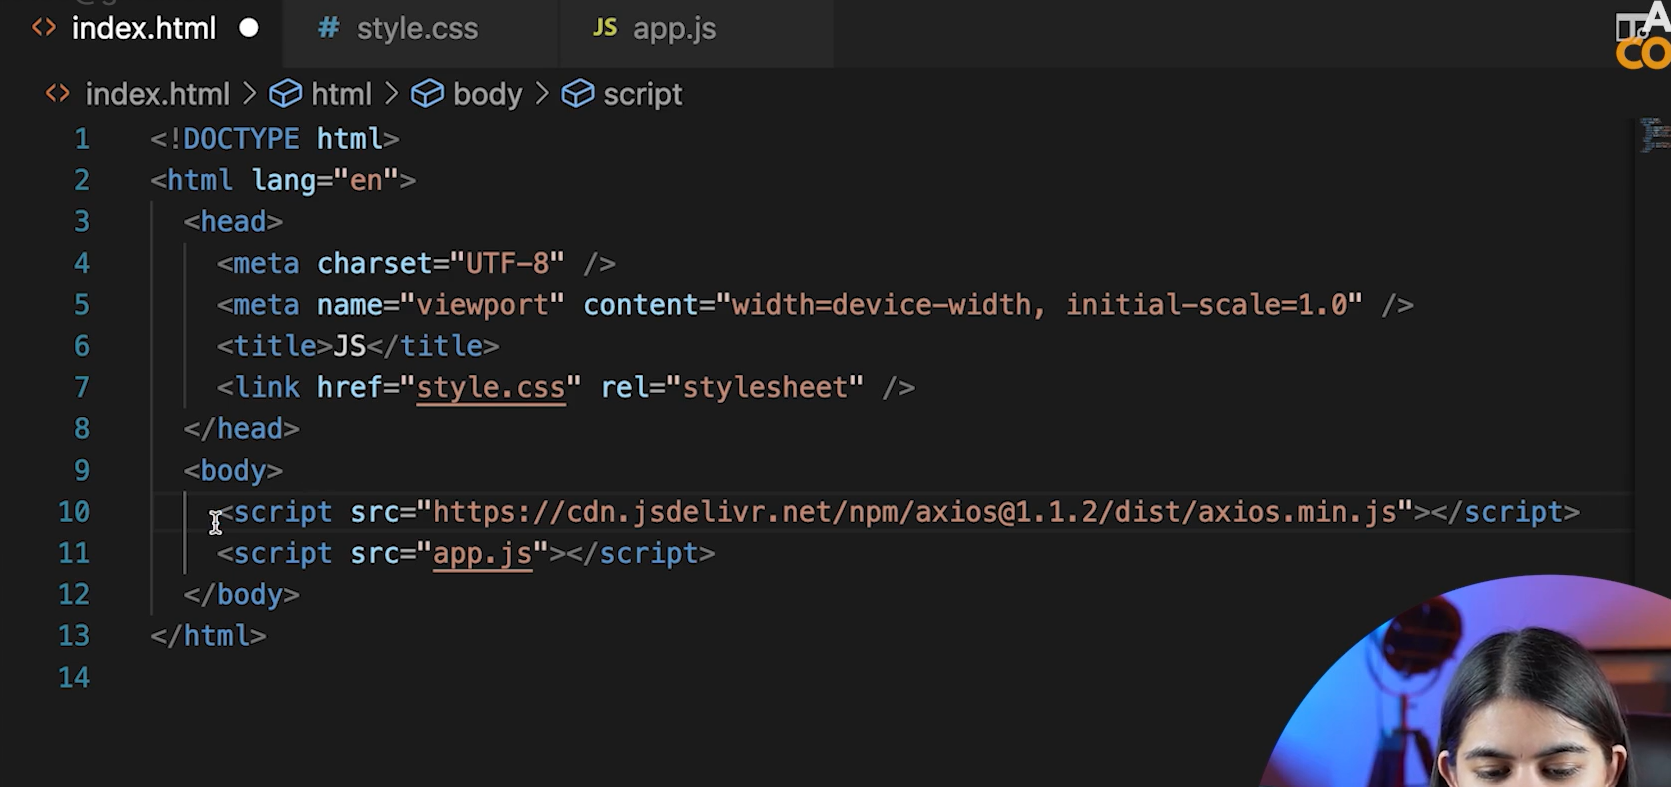 index.html style.css JS app.js
index.html > html > body > script
1 <!DOCTYPE html>
2 <html lang="en">
3 <head>
4 <meta charset="UTF-8" />
5 <meta name="viewport" content="width=device-width, initial-scale=1.0" />
6 <title>JS</title>
7 <link href="style.css" rel="stylesheet" />
8 </head>
9 <body>
10 <script src="https://cdn.jsdelivr.net/npm/axios@1.1.2/dist/axios.min.js"></script>
11 <script src="app.js"></script>
12 </body>
13 </html>
14